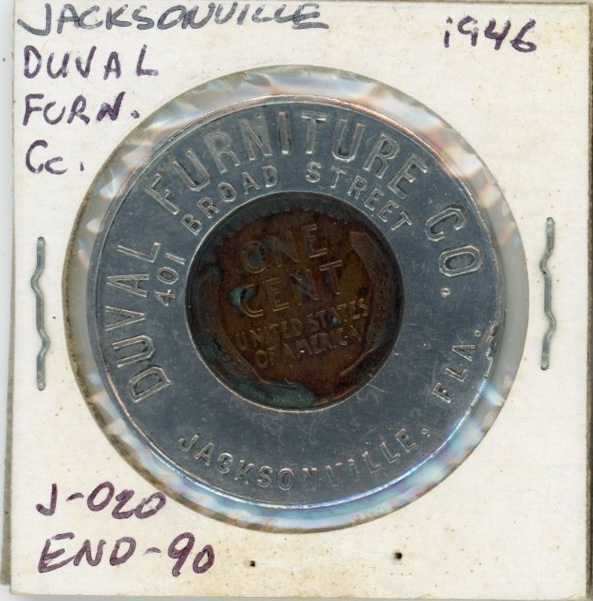 JACKSONVILLE
1946
DUVAL
FURN.
Co.
DUVAL FURNITURE CO.
401 BROAD STREET
ONE
CENT
UNITED STATES
OF AMERICA
JACKSONVILLE, FLA.
J-020
END-90